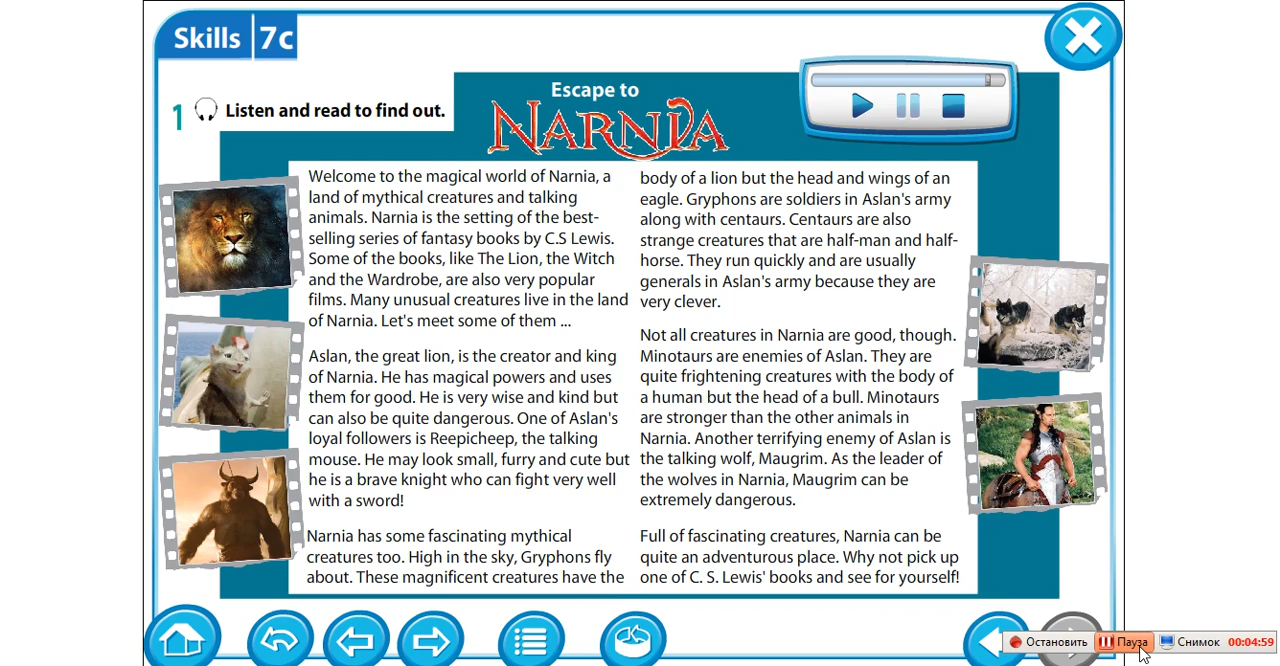 Skills 7c
1 Listen and read to find out.
Escape to
NARNIA
Welcome to the magical world of Narnia, a
land of mythical creatures and talking
animals. Narnia is the setting of the best-
selling series of fantasy books by C.S Lewis.
Some of the books, like The Lion, the Witch
and the Wardrobe, are also very popular
films. Many unusual creatures live in the land
of Narnia. Let's meet some of them ...
Aslan, the great lion, is the creator and king
of Narnia. He has magical powers and uses
them for good. He is very wise and kind but
can also be quite dangerous. One of Aslan's
loyal followers is Reepicheep, the talking
mouse. He may look small, furry and cute but
he is a brave knight who can fight very well
with a sword!
Narnia has some fascinating mythical
creatures too. High in the sky, Gryphons fly
about. These magnificent creatures have the
body of a lion but the head and wings of an
eagle. Gryphons are soldiers in Aslan's army
along with centaurs. Centaurs are also
strange creatures that are half-man and half-
horse. They run quickly and are usually
generals in Aslan's army because they are
very clever.
Not all creatures in Narnia are good, though.
Minotaurs are enemies of Aslan. They are
quite frightening creatures with the body of
a human but the head of a bull. Minotaurs
are stronger than the other animals in
Narnia. Another terrifying enemy of Aslan is
the talking wolf, Maugrim. As the leader of
the wolves in Narnia, Maugrim can be
extremely dangerous.
Full of fascinating creatures, Narnia can be
quite an adventurous place. Why not pick up
one of C. S. Lewis' books and see for yourself!
Остановить Пауза Снимок 00:04:59